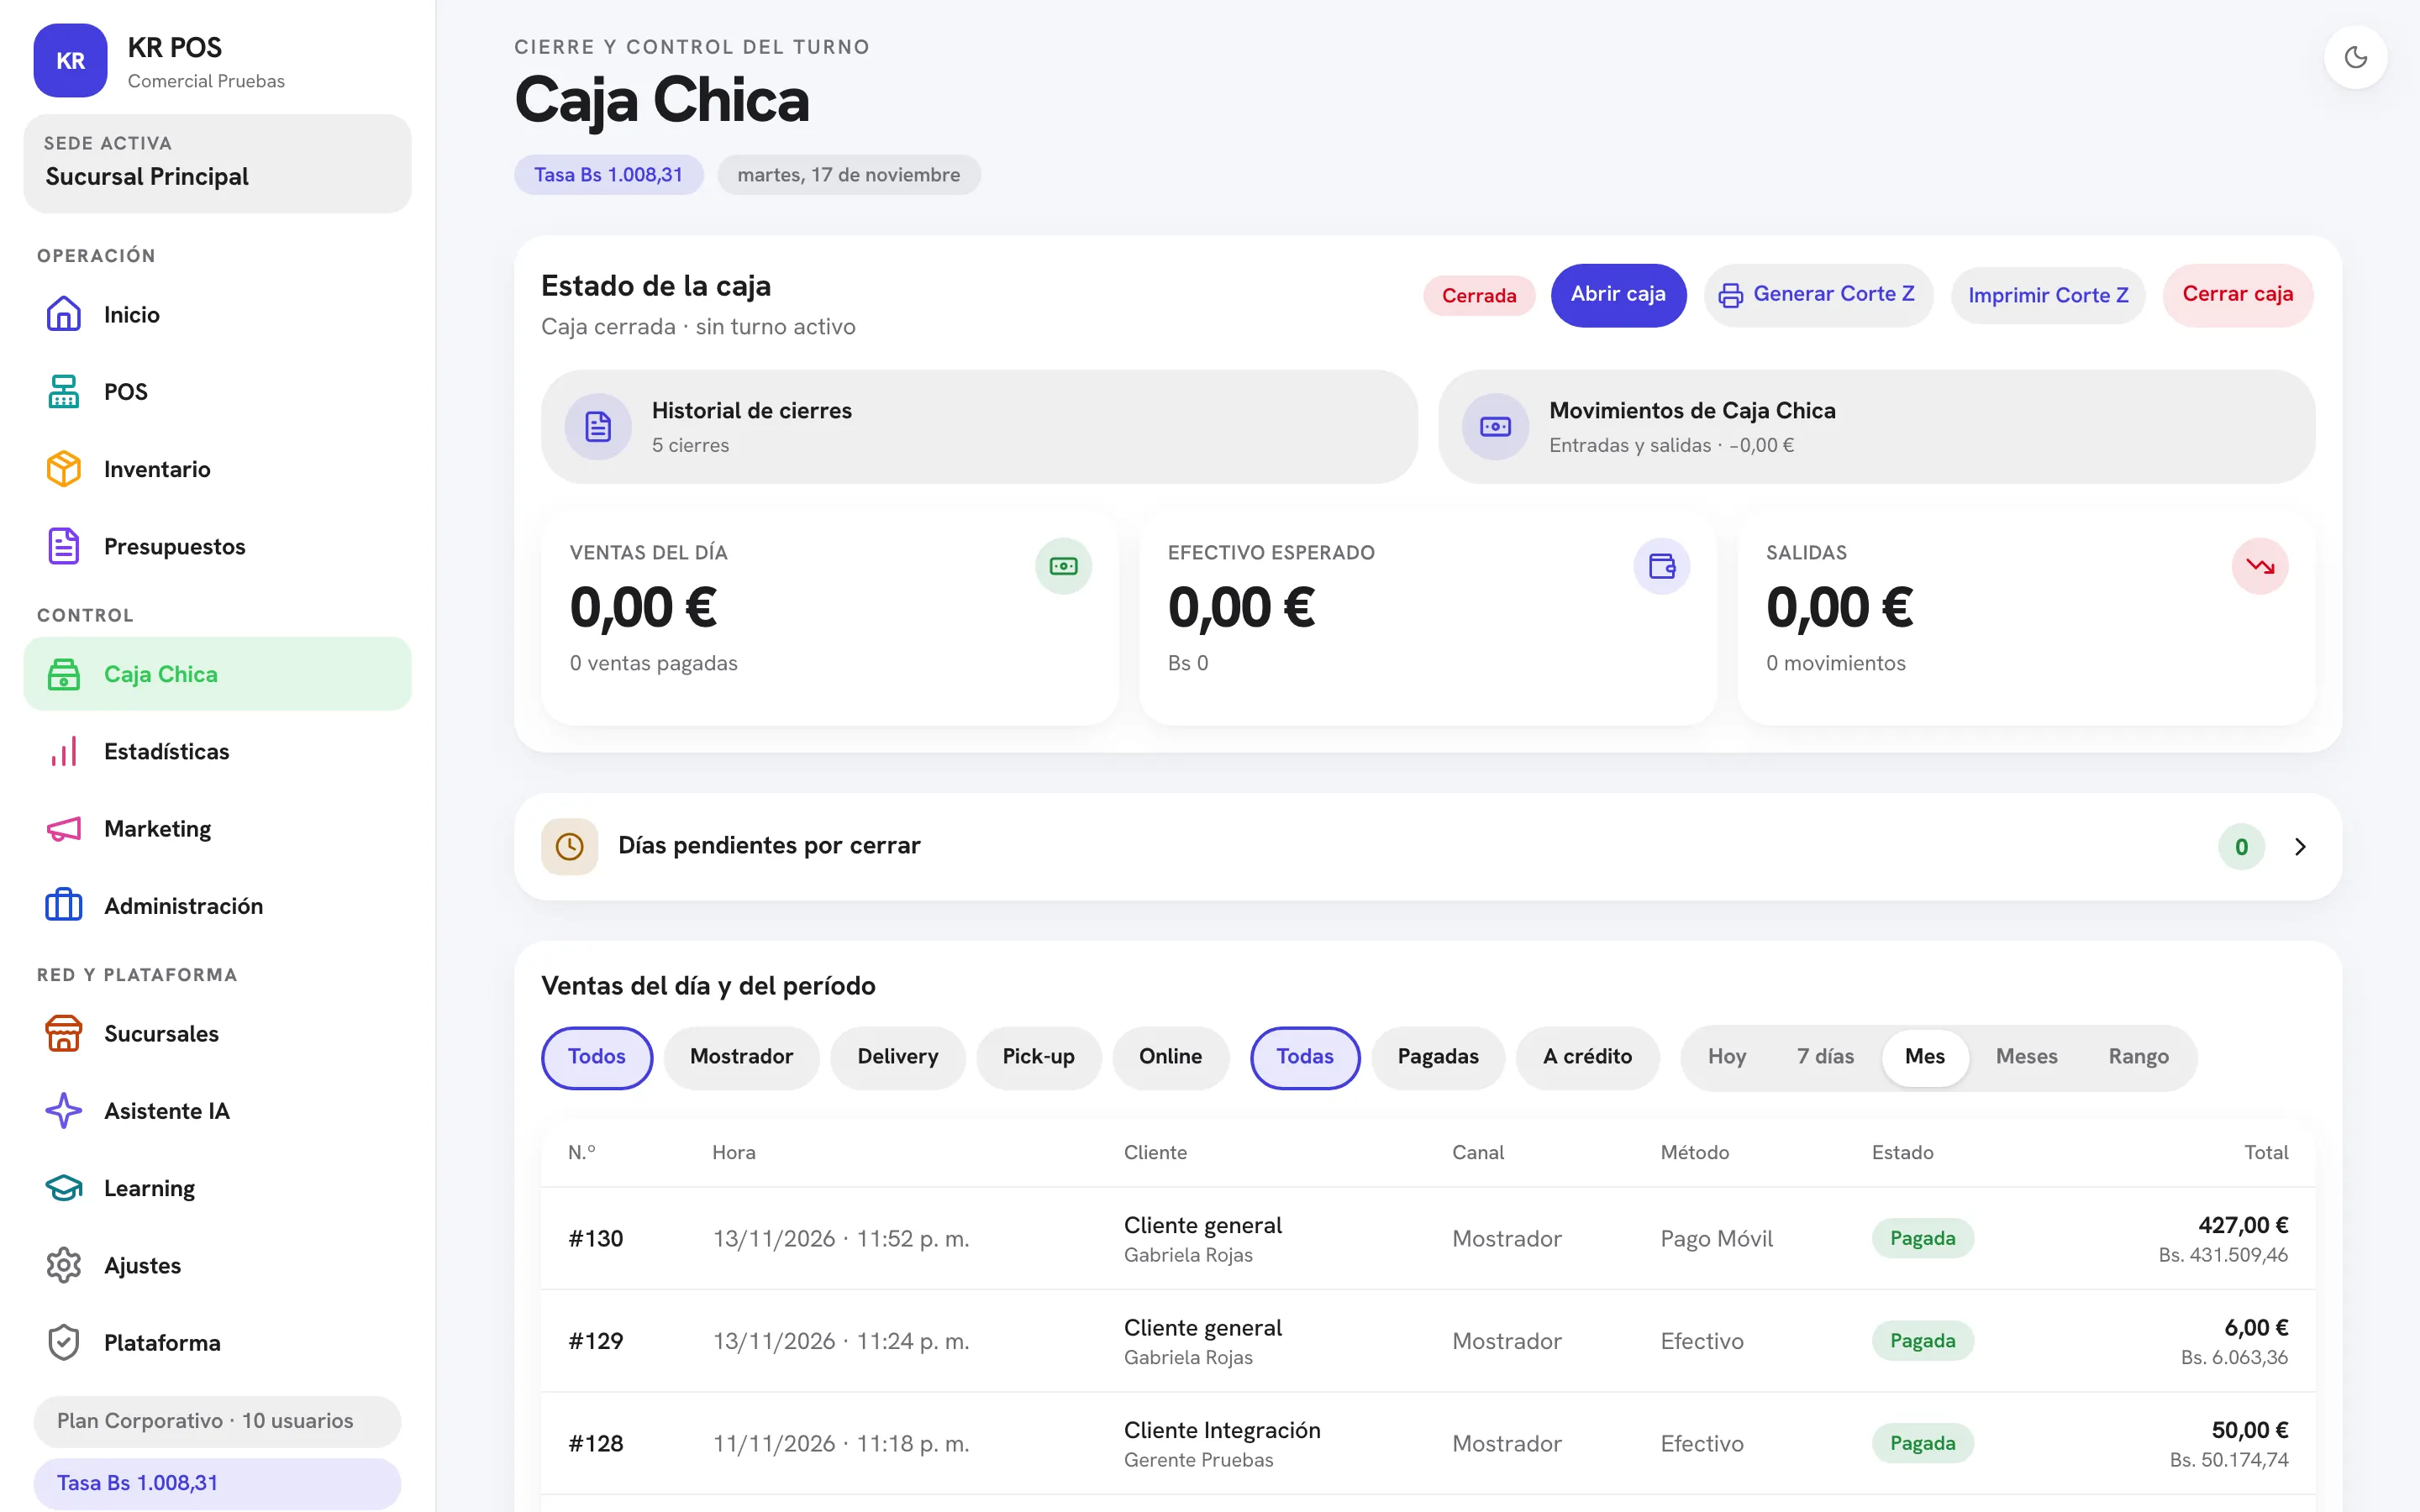 KR
KR POS
Comercial Pruebas
SEDE ACTIVA
Sucursal Principal
OPERACIÓN
Inicio
POS
Inventario
Presupuestos
CONTROL
Caja Chica
Estadísticas
Marketing
Administración
RED Y PLATAFORMA
Sucursales
Asistente IA
Learning
Ajustes
Plataforma
Plan Corporativo · 10 usuarios
Tasa Bs 1.008,31
CIERRE Y CONTROL DEL TURNO
Caja Chica
Tasa Bs 1.008,31 martes, 17 de noviembre
Estado de la caja
Caja cerrada · sin turno activo
Cerrada Abrir caja Generar Corte Z Imprimir Corte Z Cerrar caja
Historial de cierres
5 cierres
Movimientos de Caja Chica
Entradas y salidas · −0,00 €
VENTAS DEL DÍA
0,00 €
0 ventas pagadas
EFECTIVO ESPERADO
0,00 €
Bs 0
SALIDAS
0,00 €
0 movimientos
Días pendientes por cerrar 0
Ventas del día y del período
Todos Mostrador Delivery Pick-up Online Todas Pagadas A crédito Hoy 7 días Mes Meses Rango
N.º Hora Cliente Canal Método Estado Total
#130 13/11/2026 · 11:52 p. m. Cliente general Mostrador Pago Móvil Pagada 427,00 €
Gabriela Rojas Bs. 431.509,46
#129 13/11/2026 · 11:24 p. m. Cliente general Mostrador Efectivo Pagada 6,00 €
Gabriela Rojas Bs. 6.063,36
#128 11/11/2026 · 11:18 p. m. Cliente Integración Mostrador Efectivo Pagada 50,00 €
Gerente Pruebas Bs. 50.174,74